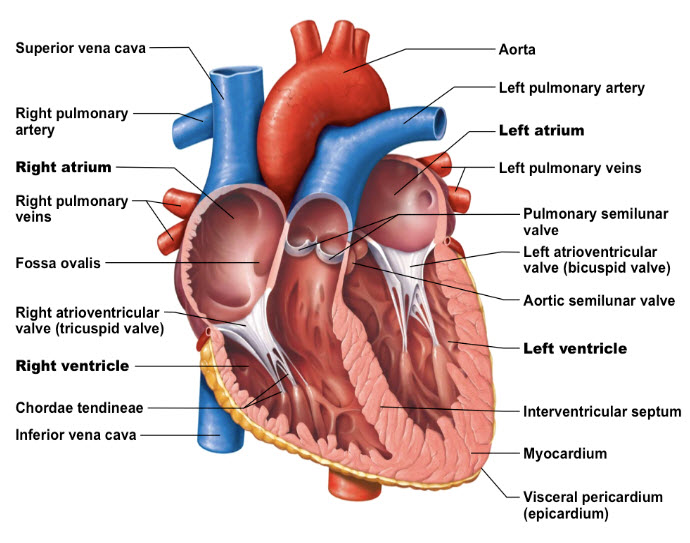 Superior vena cava
Right pulmonary
artery
Right atrium
Right pulmonary
veins
Fossa ovalis
Right atrioventricular
valve (tricuspid valve)
Right ventricle
Chordae tendineae
Inferior vena cava
Aorta
Left pulmonary artery
Left atrium
Left pulmonary veins
Pulmonary semilunar
valve
Left atrioventricular
valve (bicuspid valve)
Aortic semilunar valve
Left ventricle
Interventricular septum
Myocardium
Visceral pericardium
(epicardium)